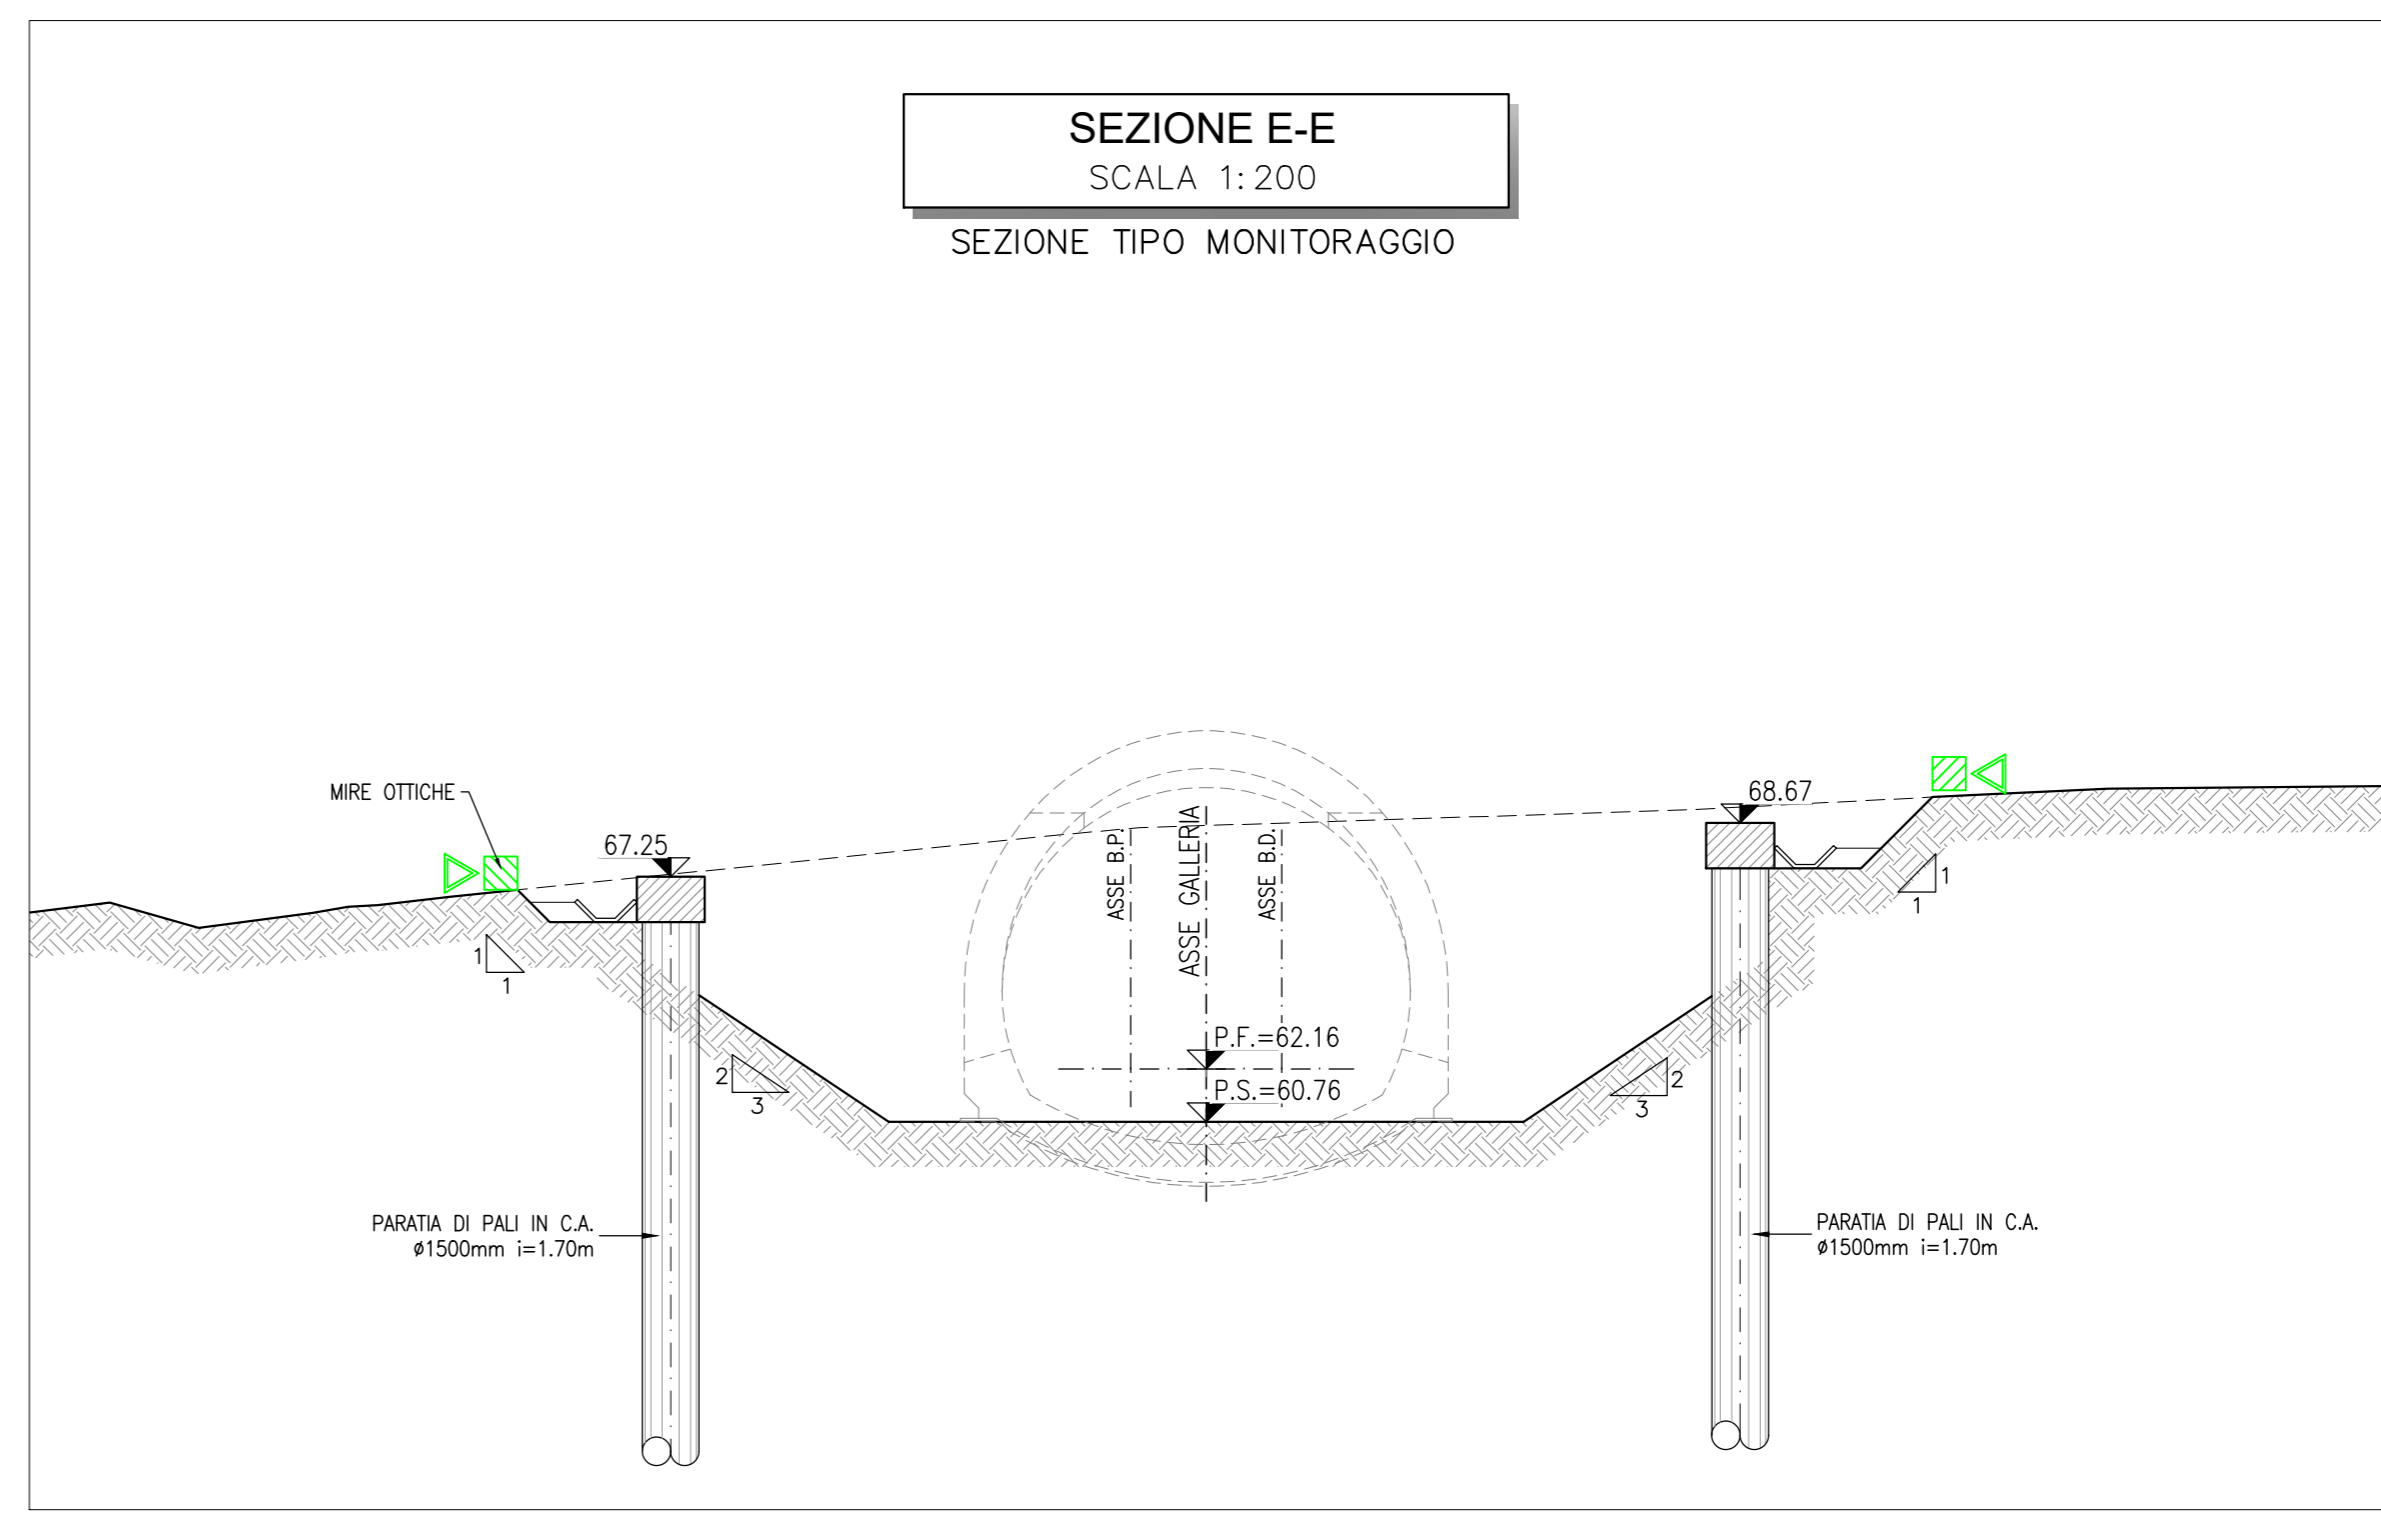 SEZIONE E-E
SCALA 1:200
SEZIONE TIPO MONITORAGGIO
MIRE OTTICHE
67.25
68.67
ASSE B.P.
ASSE GALLERIA
ASSE B.D.
1
1
1
1
P.F.=62.16
P.S.=60.76
2
3
2
3
PARATIA DI PALI IN C.A.
ø1500mm i=1.70m
PARATIA DI PALI IN C.A.
ø1500mm i=1.70m